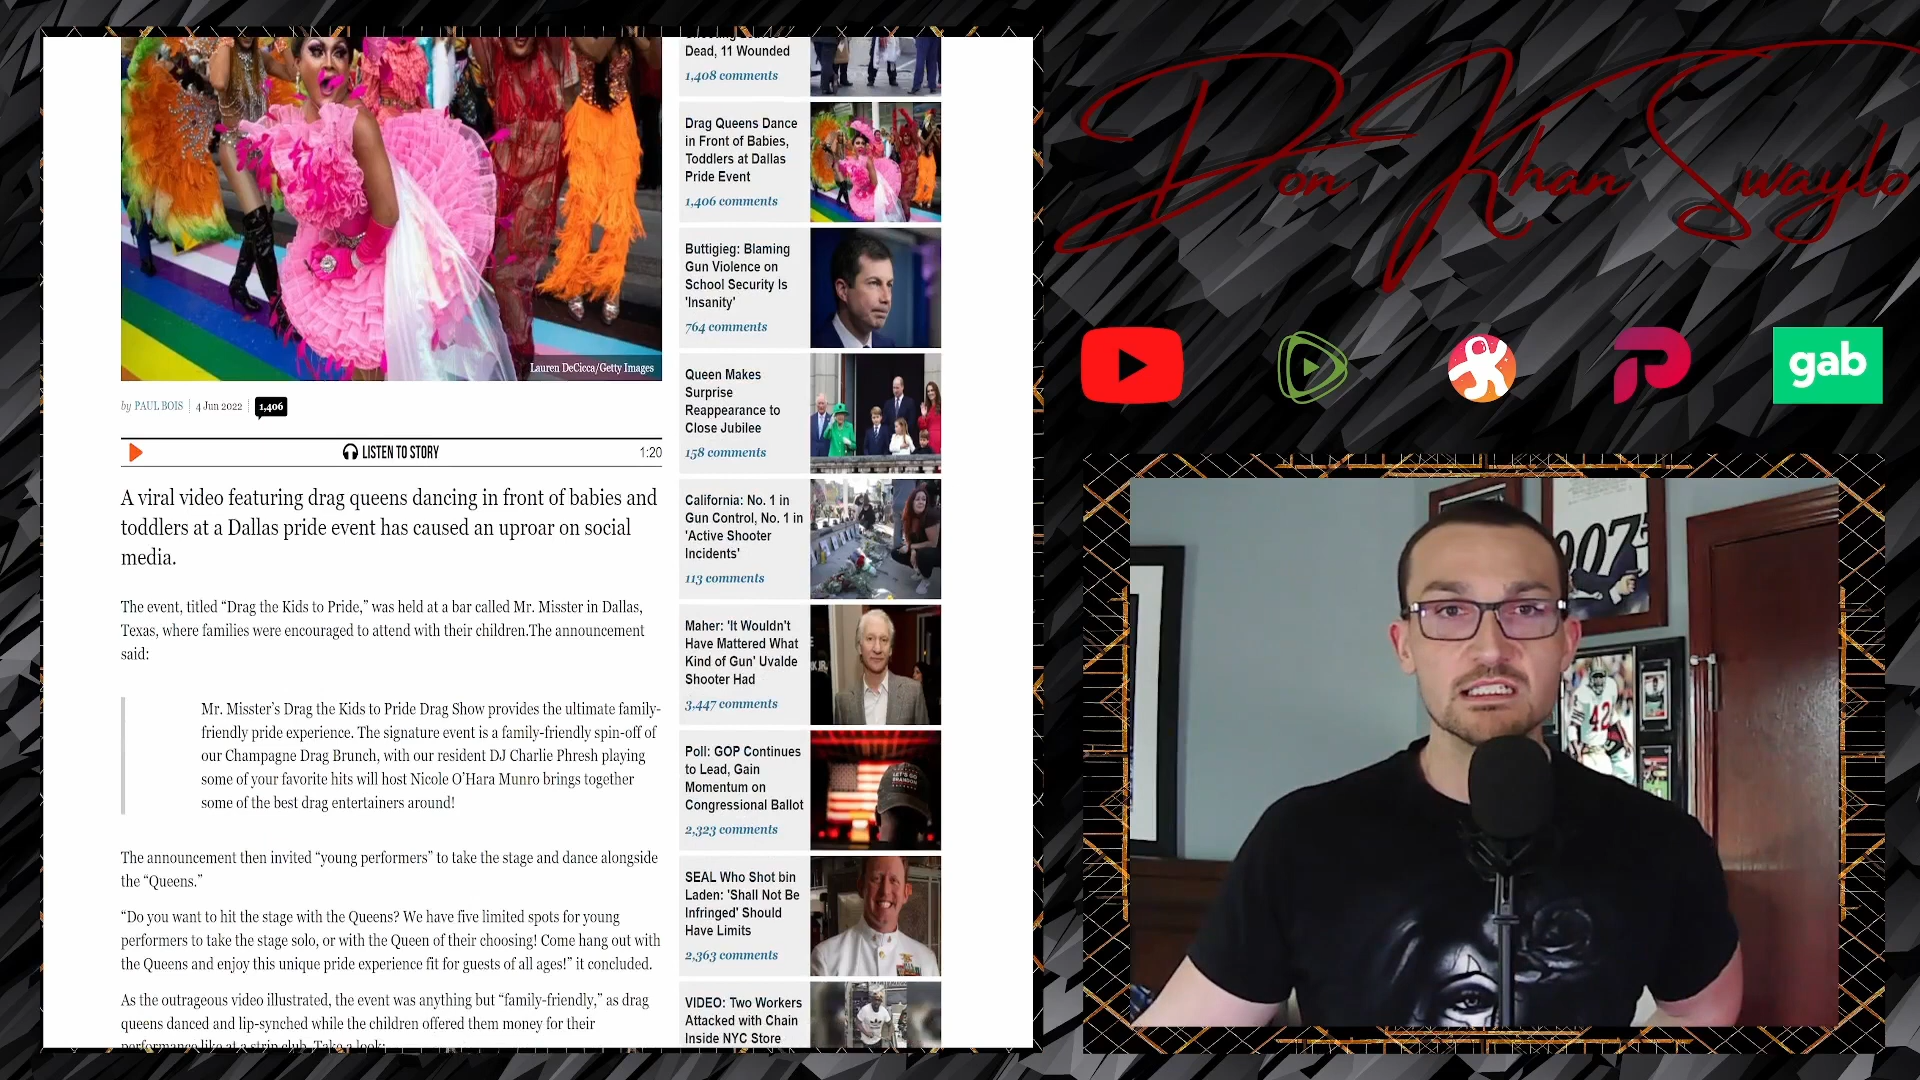 Lauren DeCicca/Getty Images
by PAUL BOIS
4 Jun 2022
1,406
LISTEN TO STORY
1:20
A viral video featuring drag queens dancing in front of babies and
toddlers at a Dallas pride event has caused an uproar on social
media.
The event, titled “Drag the Kids to Pride,” was held at a bar called Mr. Misster in Dallas,
Texas, where families were encouraged to attend with their children.The announcement
said:
Mr. Misster’s Drag the Kids to Pride Drag Show provides the ultimate family-
friendly pride experience. The signature event is a family-friendly spin-off of
our Champagne Drag Brunch, with our resident DJ Charlie Phresh playing
some of your favorite hits will host Nicole O’Hara Munro brings together
some of the best drag entertainers around!
The announcement then invited “young performers” to take the stage and dance alongside
the “Queens.”
“Do you want to hit the stage with the Queens? We have five limited spots for young
performers to take the stage solo, or with the Queen of their choosing! Come hang out with
the Queens and enjoy this unique pride experience fit for guests of all ages!” it concluded.
As the outrageous video illustrated, the event was anything but “family-friendly,” as drag
queens danced and lip-synched while the children offered them money for their
performance like at a strip club. Take a look:
Dead, 11 Wounded
1,408 comments
Drag Queens Dance
in Front of Babies,
Toddlers at Dallas
Pride Event
1,406 comments
Buttigieg: Blaming
Gun Violence on
School Security Is
'Insanity'
764 comments
Queen Makes
Surprise
Reappearance to
Close Jubilee
158 comments
California: No. 1 in
Gun Control, No. 1 in
'Active Shooter
Incidents'
113 comments
Maher: 'It Wouldn't
Have Mattered What
Kind of Gun' Uvalde
Shooter Had
3,447 comments
Poll: GOP Continues
to Lead, Gain
Momentum on
Congressional Ballot
2,323 comments
SEAL Who Shot bin
Laden: 'Shall Not Be
Infringed' Should
Have Limits
2,363 comments
VIDEO: Two Workers
Attacked with Chain
Inside NYC Store
Don Khan Swaylo
gab
007
42